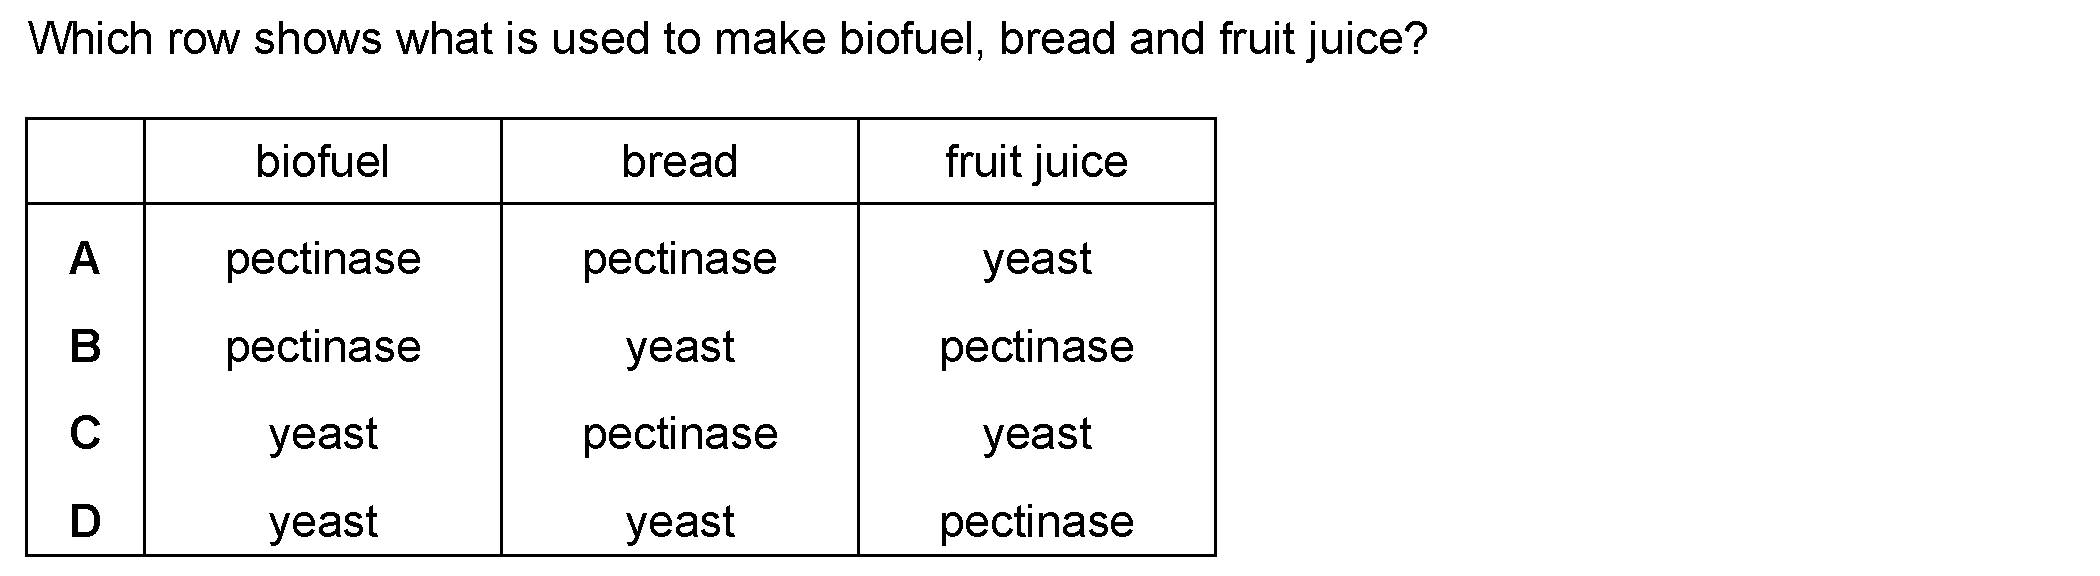 Which row shows what is used to make biofuel, bread and fruit juice?
biofuel bread fruit juice
A pectinase pectinase yeast
B pectinase yeast pectinase
C yeast pectinase yeast
D yeast yeast pectinase